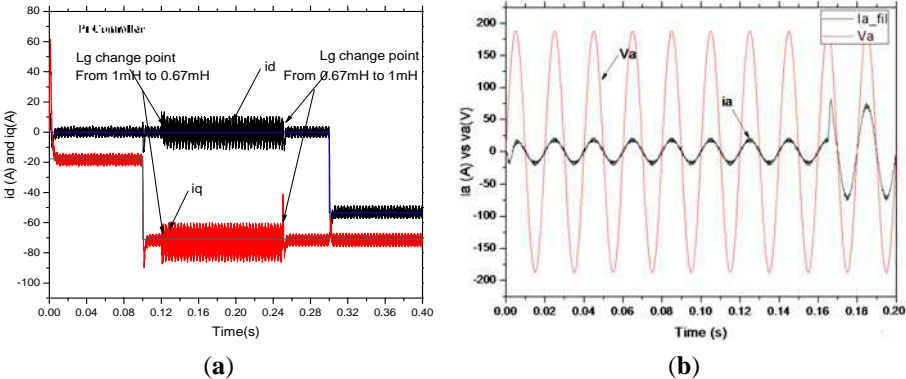 PI Controller
Lg change point
From 1mH to 0.67mH
id
Lg change point
From 0.67mH to 1mH
iq
id (A) and iq(A)
80
60
40
20
0
-20
-40
-60
-80
-100
0.00 0.04 0.08 0.12 0.16 0.20 0.24 0.28 0.32 0.36 0.40
Time(s)
(a)
Ia_fil
Va
Va
ia
Ia (A) vs va(V)
200
150
100
50
0
-50
-100
-150
-200
0.00 0.02 0.04 0.06 0.08 0.10 0.12 0.14 0.16 0.18 0.20
Time (s)
(b)